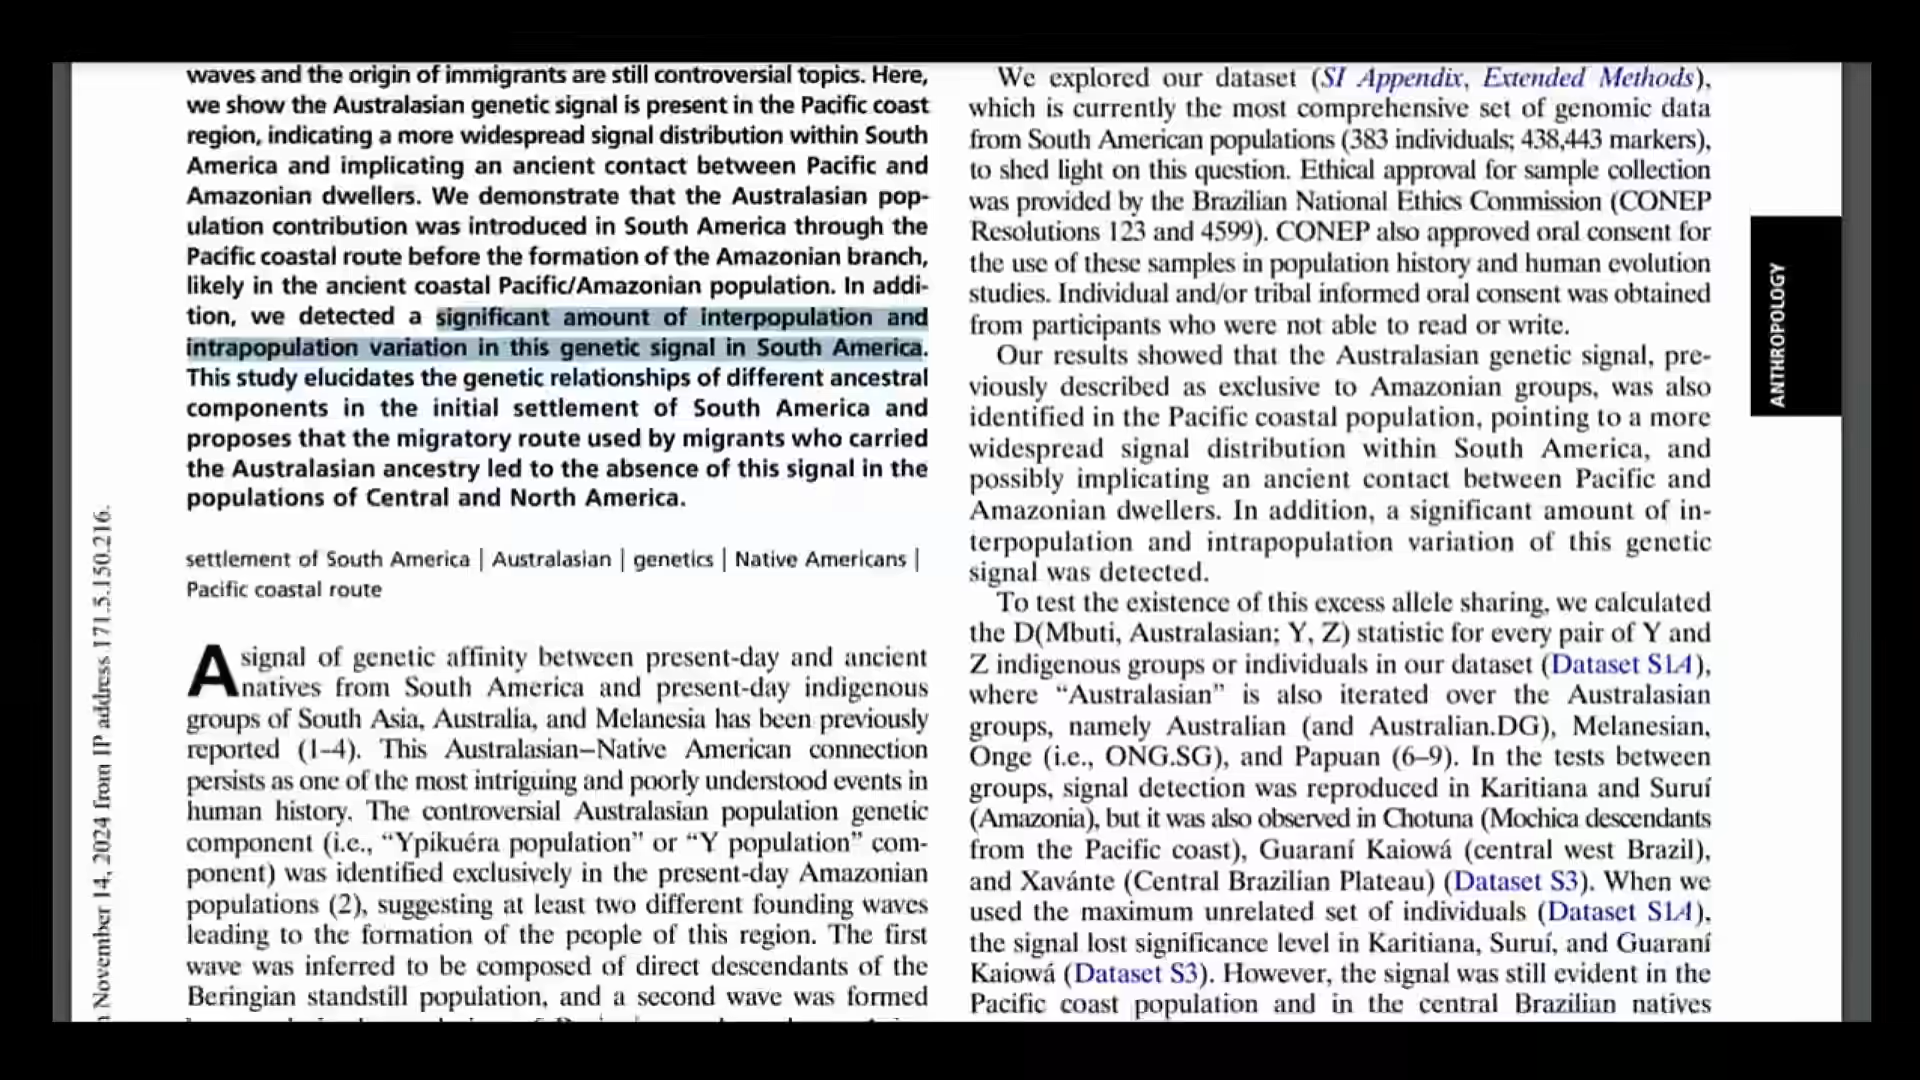 waves and the origin of immigrants are still controversial topics. Here,
we show the Australasian genetic signal is present in the Pacific coast
region, indicating a more widespread signal distribution within South
America and implicating an ancient contact between Pacific and
Amazonian dwellers. We demonstrate that the Australasian pop-
ulation contribution was introduced in South America through the
Pacific coastal route before the formation of the Amazonian branch,
likely in the ancient coastal Pacific/Amazonian population. In addi-
tion, we detected a significant amount of interpopulation and
intrapopulation variation in this genetic signal in South America.
This study elucidates the genetic relationships of different ancestral
components in the initial settlement of South America and
proposes that the migratory route used by migrants who carried
the Australasian ancestry led to the absence of this signal in the
populations of Central and North America.
settlement of South America | Australasian | genetics | Native Americans |
Pacific coastal route
A signal of genetic affinity between present-day and ancient
natives from South America and present-day indigenous
groups of South Asia, Australia, and Melanesia has been previously
reported (1–4). This Australasian–Native American connection
persists as one of the most intriguing and poorly understood events in
human history. The controversial Australasian population genetic
component (i.e., “Ypikuéra population” or “Y population” com-
ponent) was identified exclusively in the present-day Amazonian
populations (2), suggesting at least two different founding waves
leading to the formation of the people of this region. The first
wave was inferred to be composed of direct descendants of the
Beringian standstill population, and a second wave was formed
We explored our dataset (SI Appendix, Extended Methods),
which is currently the most comprehensive set of genomic data
from South American populations (383 individuals; 438,443 markers),
to shed light on this question. Ethical approval for sample collection
was provided by the Brazilian National Ethics Commission (CONEP
Resolutions 123 and 4599). CONEP also approved oral consent for
the use of these samples in population history and human evolution
studies. Individual and/or tribal informed oral consent was obtained
from participants who were not able to read or write.
Our results showed that the Australasian genetic signal, pre-
viously described as exclusive to Amazonian groups, was also
identified in the Pacific coastal population, pointing to a more
widespread signal distribution within South America, and
possibly implicating an ancient contact between Pacific and
Amazonian dwellers. In addition, a significant amount of in-
terpopulation and intrapopulation variation of this genetic
signal was detected.
To test the existence of this excess allele sharing, we calculated
the D(Mbuti, Australasian; Y, Z) statistic for every pair of Y and
Z indigenous groups or individuals in our dataset (Dataset S1A),
where “Australasian” is also iterated over the Australasian
groups, namely Australian (and Australian.DG), Melanesian,
Onge (i.e., ONG.SG), and Papuan (6–9). In the tests between
groups, signal detection was reproduced in Karitiana and Suruí
(Amazonia), but it was also observed in Chotuna (Mochica descendants
from the Pacific coast), Guaraní Kaiowá (central west Brazil),
and Xavánte (Central Brazilian Plateau) (Dataset S3). When we
used the maximum unrelated set of individuals (Dataset S1A),
the signal lost significance level in Karitiana, Suruí, and Guaraní
Kaiowá (Dataset S3). However, the signal was still evident in the
Pacific coast population and in the central Brazilian natives
ANTHROPOLOGY
November 14, 2024 from IP address 171.5.150.216.